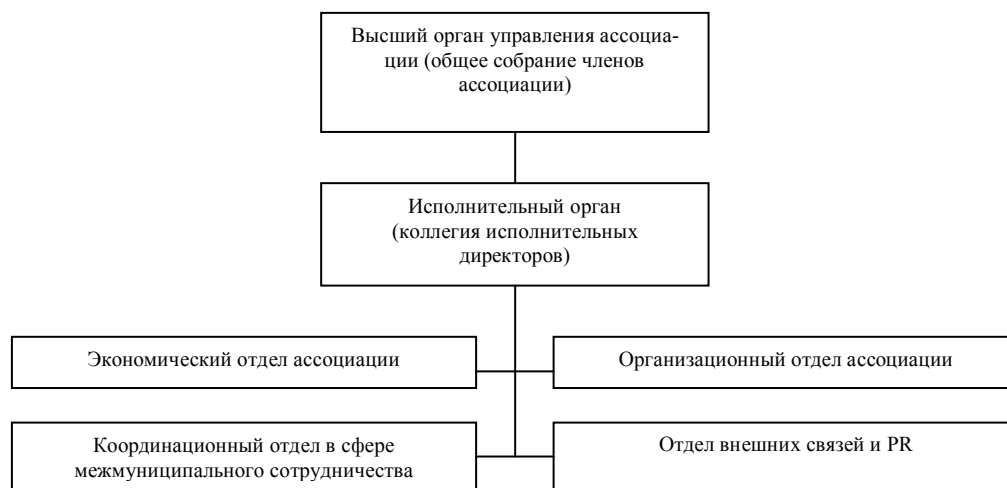 Высший орган управления ассоциа-
ции (общее собрание членов
ассоциации)
Исполнительный орган
(коллегия исполнительных
директоров)
Экономический отдел ассоциации
Организационный отдел ассоциации
Координационный отдел в сфере
межмуниципального сотрудничества
Отдел внешних связей и PR